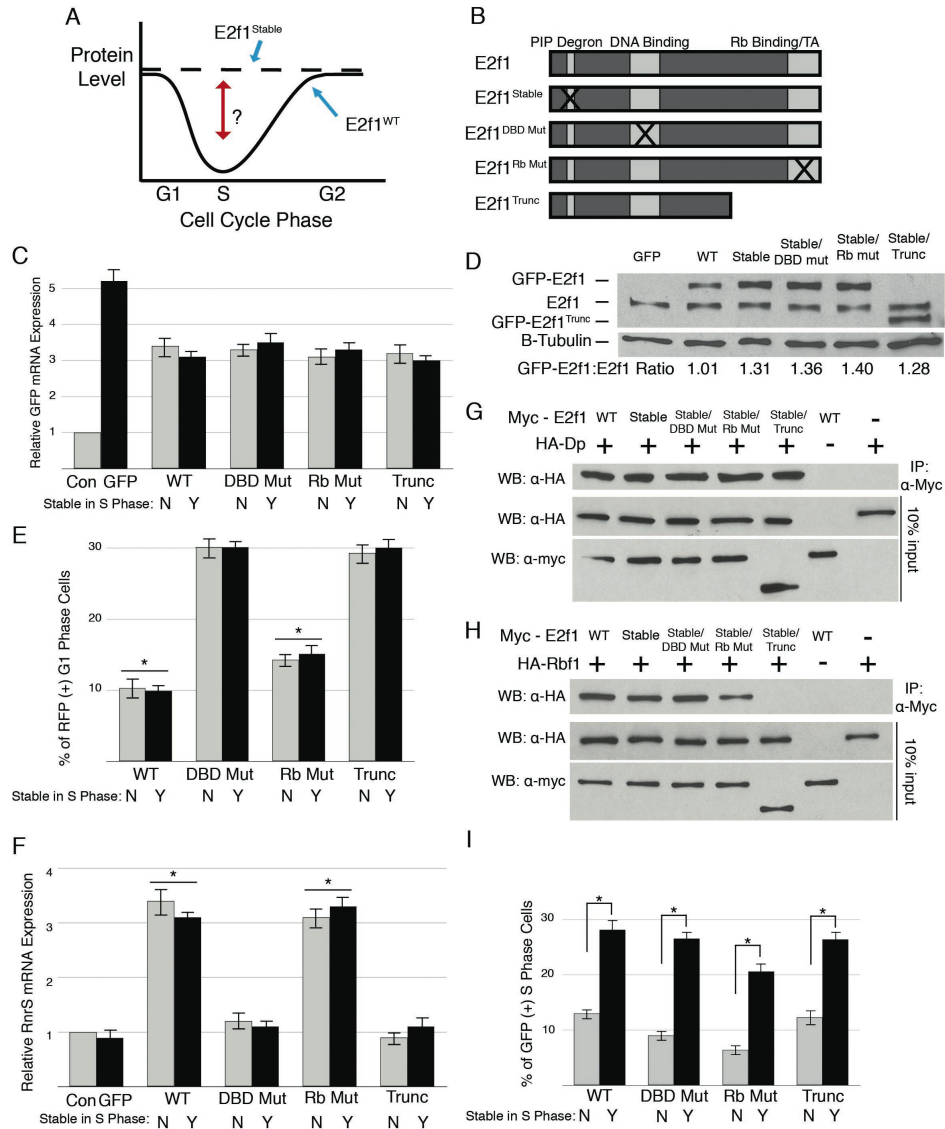 A
E2f1Stable
Protein
Level
?
E2f1WT
G1 S G2
Cell Cycle Phase
B
PIP Degron DNA Binding Rb Binding/TA
E2f1
E2f1Stable
E2f1DBD Mut
E2f1Rb Mut
E2f1Trunc
C
Relative GFP mRNA Expression
5
4
3
2
1
Con GFP WT DBD Mut Rb Mut Trunc
Stable in S Phase: N Y N Y N Y N Y
D
GFP WT Stable Stable/DBD mut Stable/Rb mut Stable/Trunc
GFP-E2f1
E2f1
GFP-E2f1Trunc
B-Tubulin
GFP-E2f1:E2f1 Ratio 1.01 1.31 1.36 1.40 1.28
E
% of RFP (+) G1 Phase Cells
30
20
10
* *
WT DBD Mut Rb Mut Trunc
Stable in S Phase: N Y N Y N Y N Y
F
Relative RnrS mRNA Expression
4
3
2
1
* *
Con GFP WT DBD Mut Rb Mut Trunc
Stable in S Phase: N Y N Y N Y N Y
G
Myc - E2f1 WT Stable Stable/DBD Mut Stable/Rb Mut Stable/Trunc WT -
HA-Dp + + + + + - +
WB: α-HA IP: α-Myc
WB: α-HA
WB: α-myc
10% input
H
Myc - E2f1 WT Stable Stable/DBD Mut Stable/Rb Mut Stable/Trunc WT -
HA-Rbf1 + + + + + - +
WB: α-HA IP: α-Myc
WB: α-HA
WB: α-myc
10% input
I
% of GFP (+) S Phase Cells
30
20
10
* * * *
WT DBD Mut Rb Mut Trunc
Stable in S Phase: N Y N Y N Y N Y